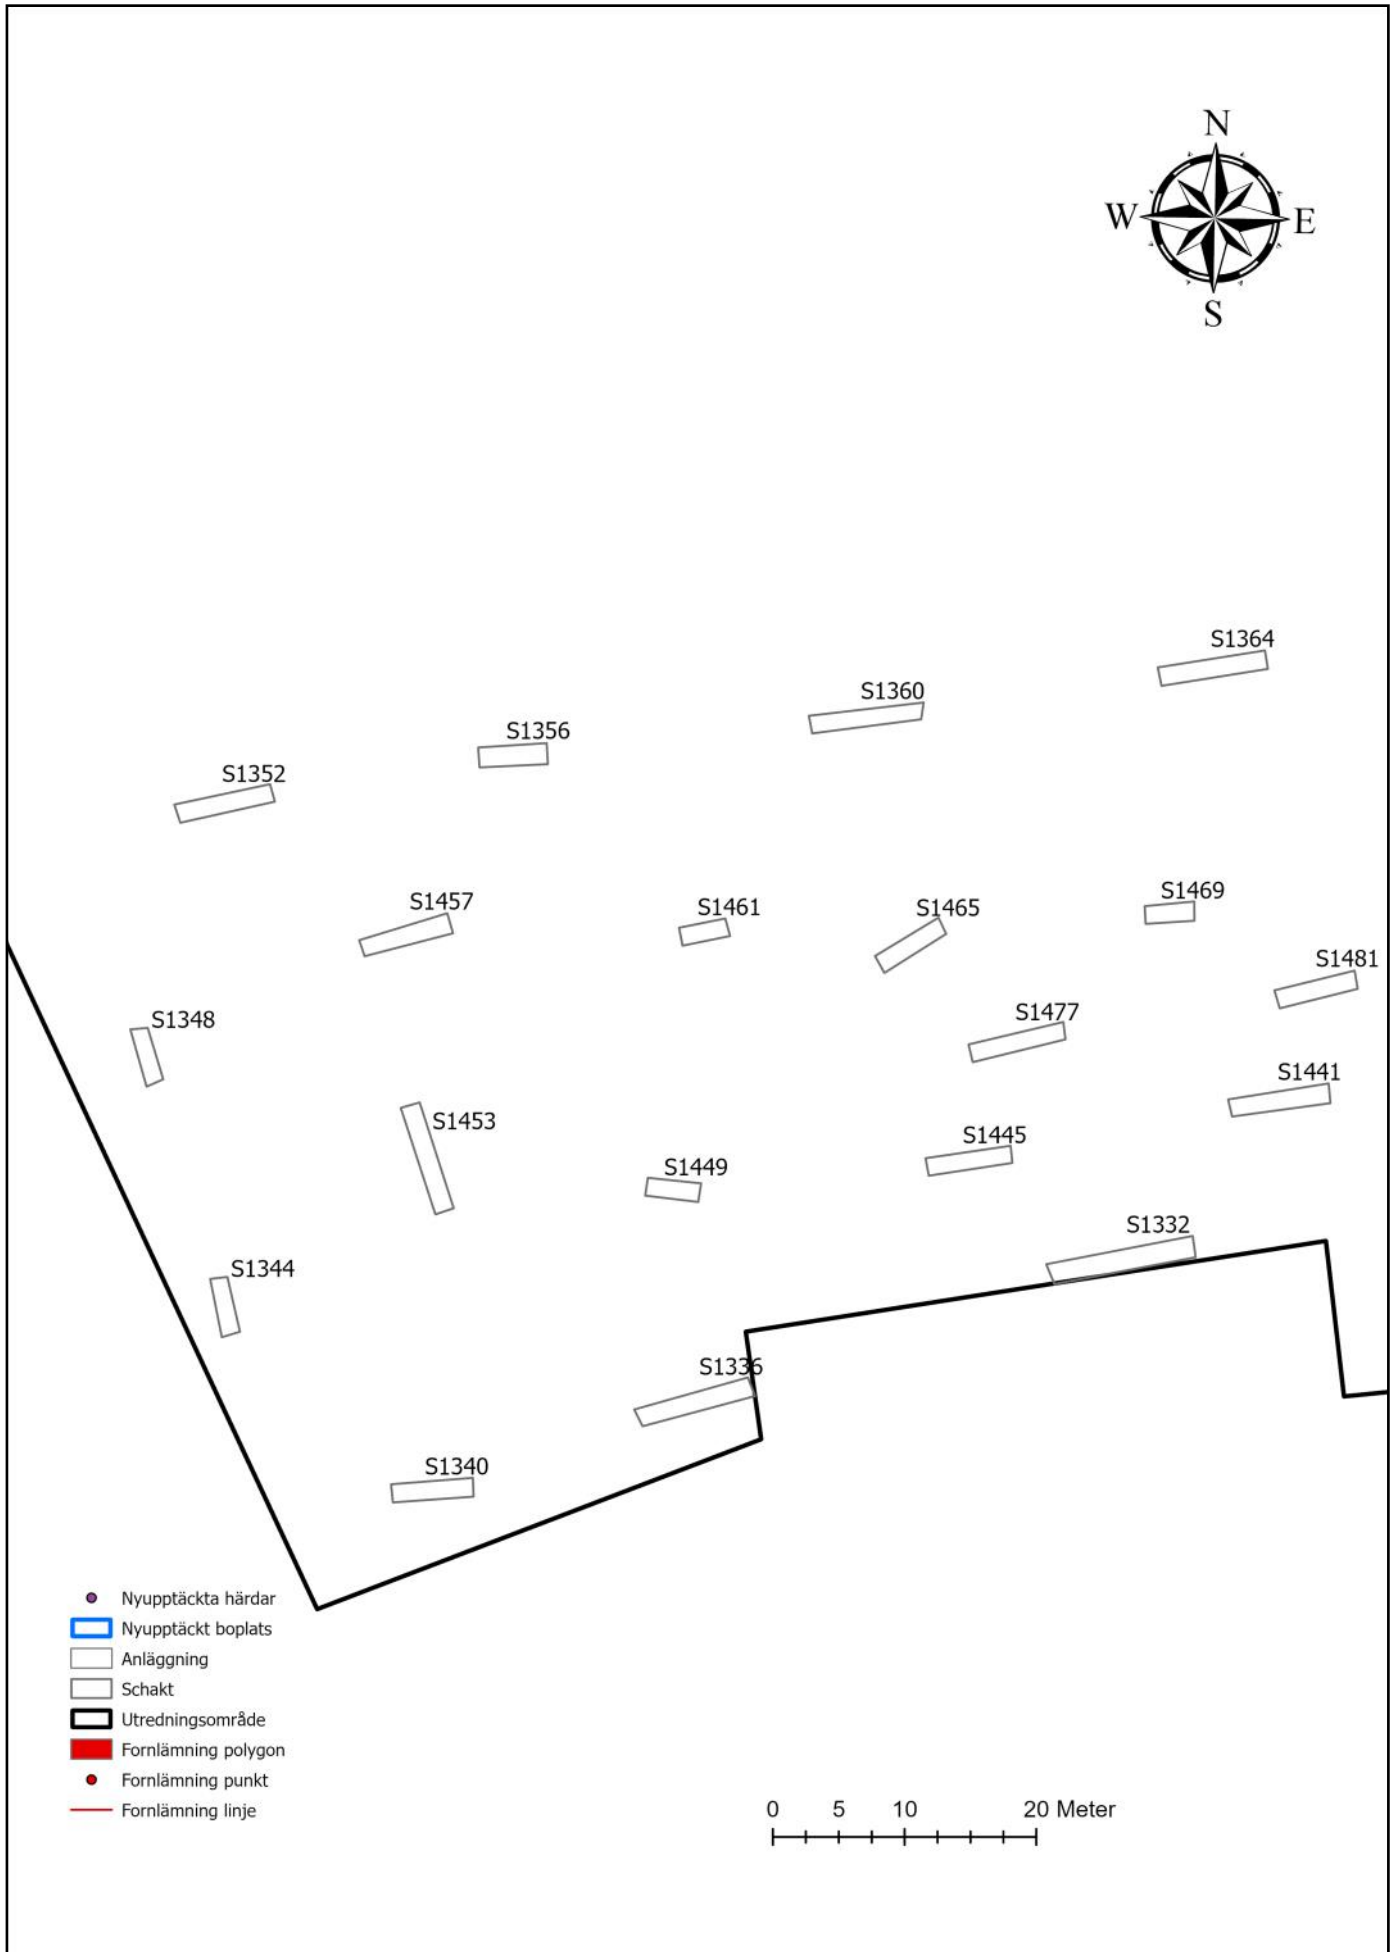 N
W E
S
S1364
S1360
S1356
S1352
S1469
S1457
S1461
S1465
S1481
S1477
S1348
S1441
S1453
S1445
S1449
S1332
S1344
S1336
S1340
Nyupptäckta härdar
Nyupptäckt boplats
Anläggning
Schakt
Utredningsområde
Fornlämning polygon
Fornlämning punkt
Fornlämning linje
0 5 10 20 Meter